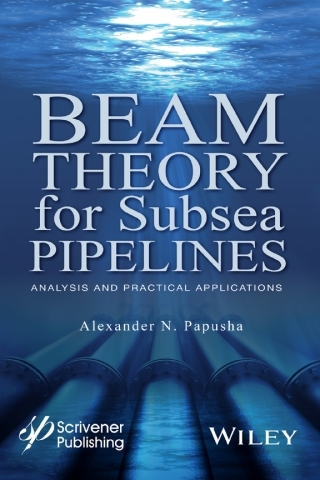 BEAM
THEORY
for Subsea
PIPELINES
ANALYSIS AND PRACTICAL APPLICATIONS
Alexander N. Papusha
Scrivener
Publishing
WILEY